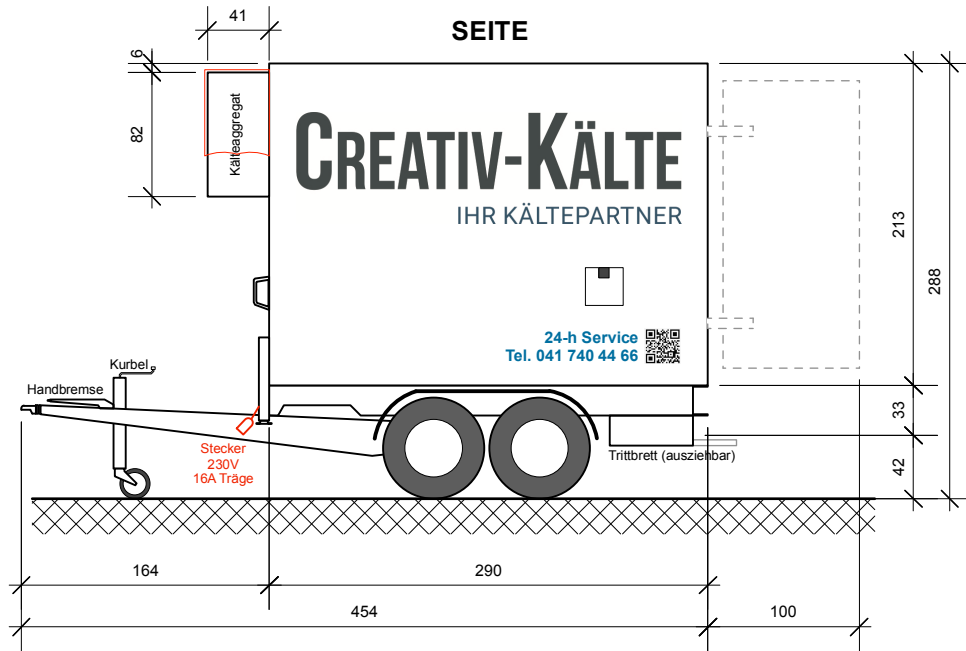 41
SEITE
6
82
Kälteaggregat
CREATIV-KÄLTE
IHR KÄLTEPARTNER
213
288
24-h Service
Tel. 041 740 44 66
Kurbel
Handbremse
33
Stecker
230V
16A Träge
Trittbrett (ausziehbar)
42
164
290
454
100